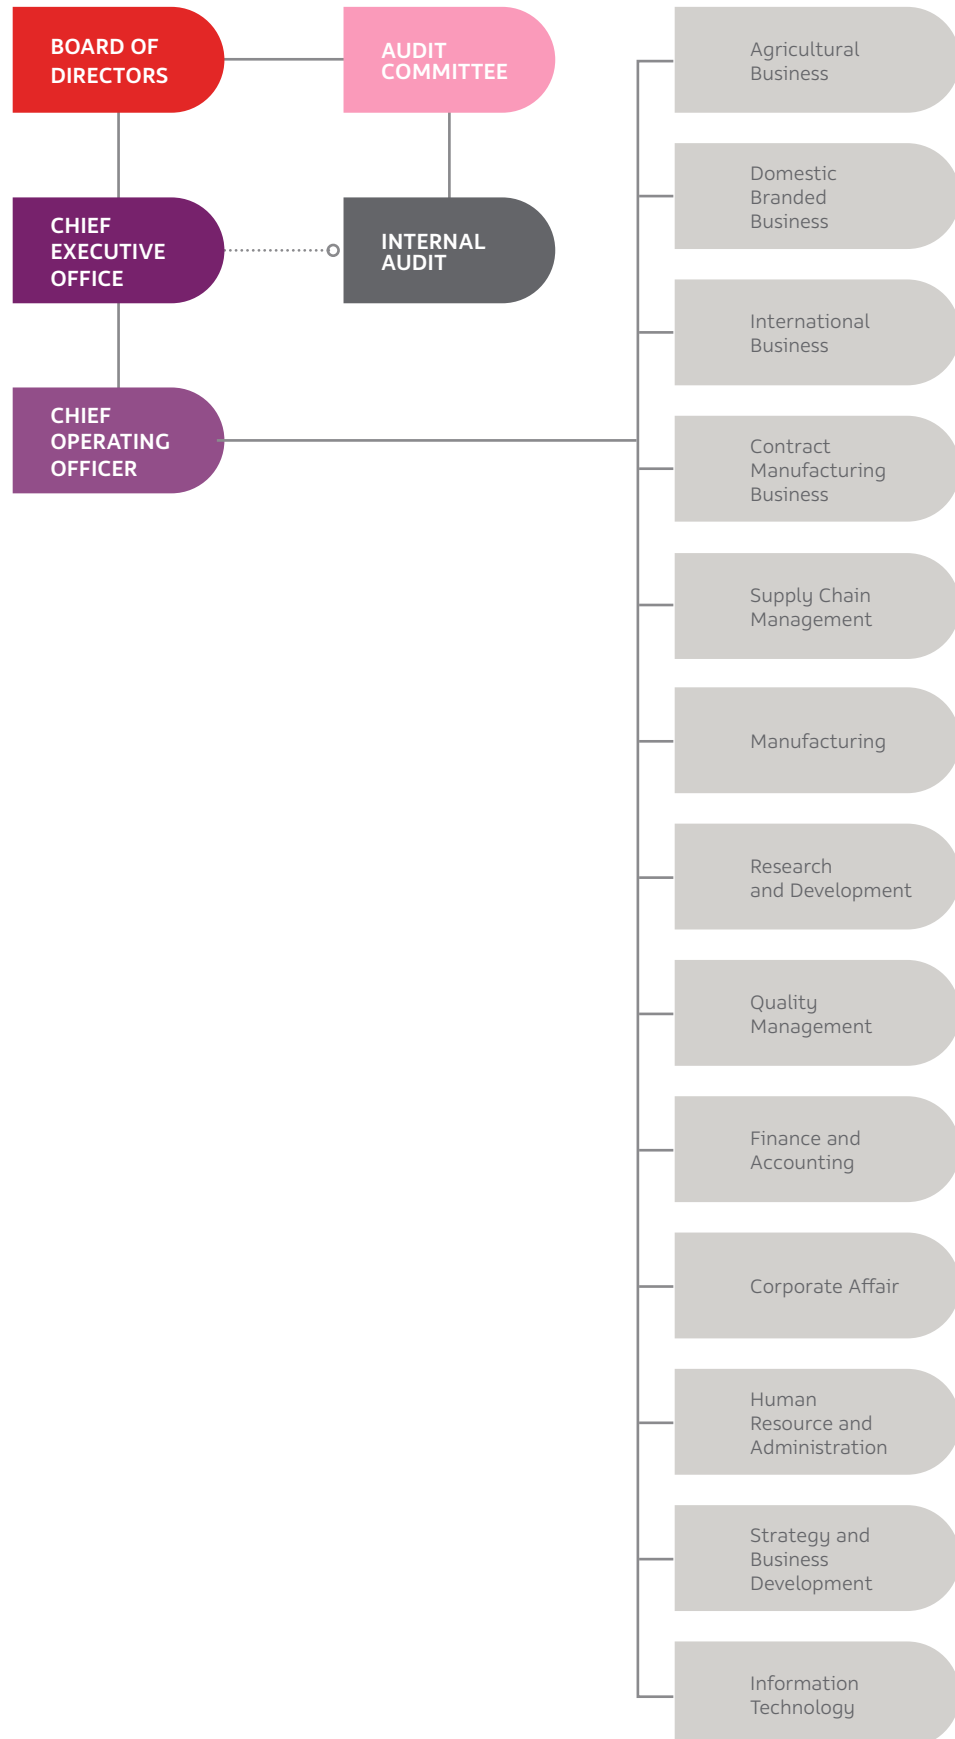 BOARD OF
DIRECTORS
AUDIT
COMMITTEE
CHIEF
EXECUTIVE
OFFICE
INTERNAL
AUDIT
CHIEF
OPERATING
OFFICER
Agricultural
Business
Domestic
Branded
Business
International
Business
Contract
Manufacturing
Business
Supply Chain
Management
Manufacturing
Research
and Development
Quality
Management
Finance and
Accounting
Corporate Affair
Human
Resource and
Administration
Strategy and
Business
Development
Information
Technology